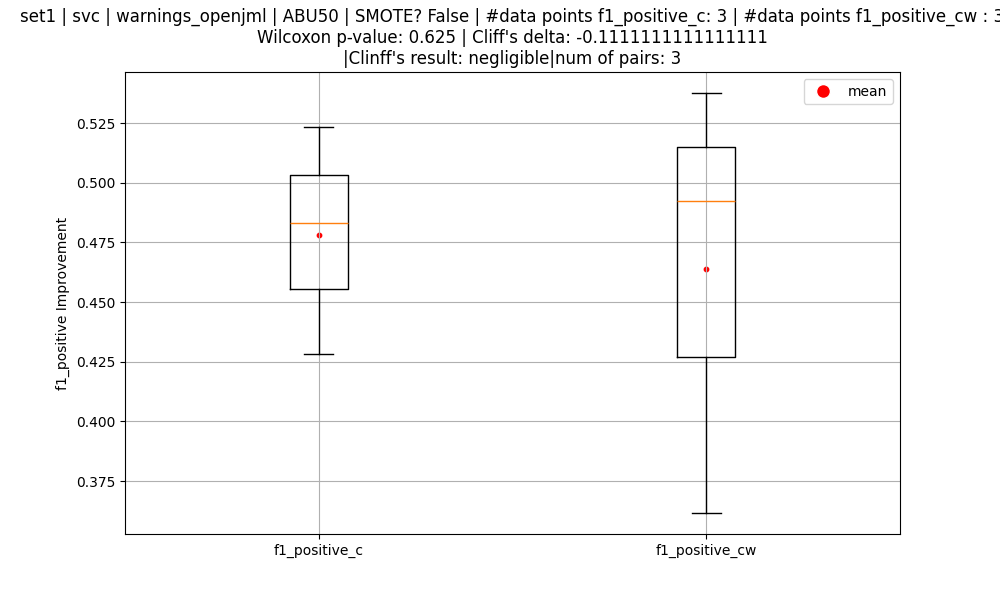 set1 | svc | warnings_openjml | ABU50 | SMOTE? False | #data points f1_positive_c: 3 | #data points f1_positive_cw : 3
Wilcoxon p-value: 0.625 | Cliff's delta: -0.1111111111111111
|Clinff's result: negligible|num of pairs: 3
mean
f1_positive Improvement
0.525
0.500
0.475
0.450
0.425
0.400
0.375
f1_positive_c
f1_positive_cw